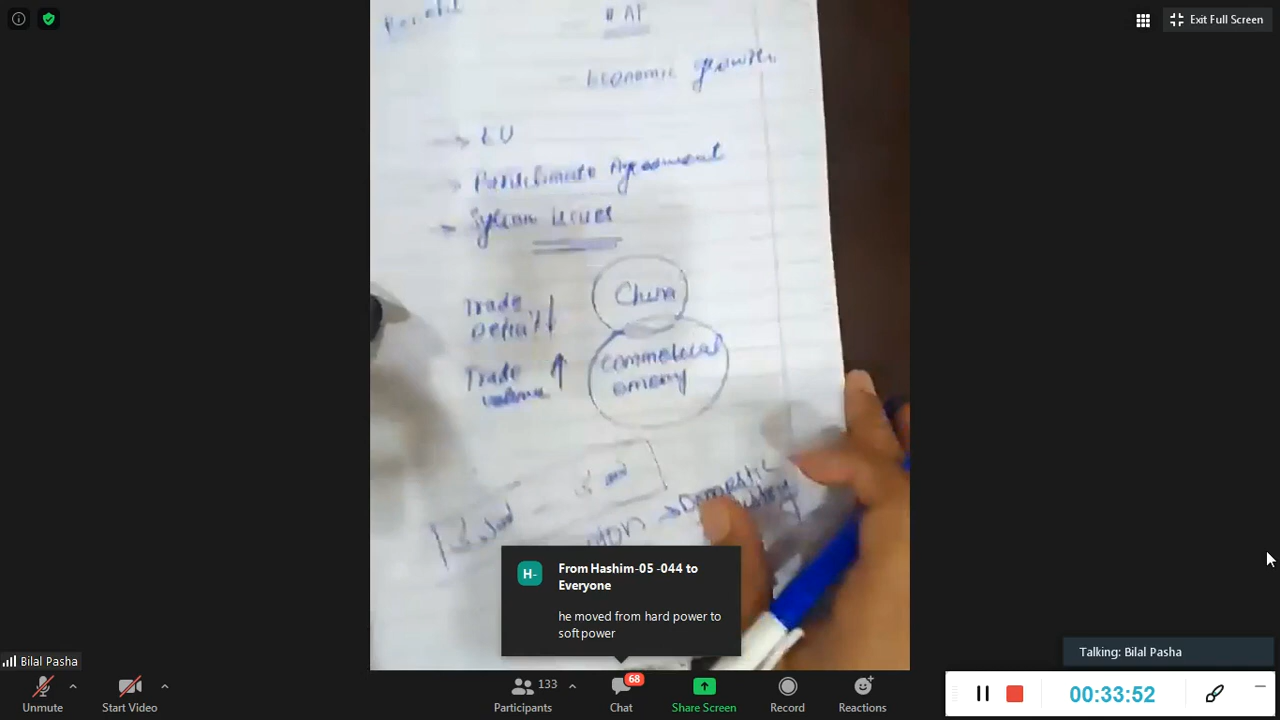 Exit Full Screen
Economic growth
→ EU
→ Paris climate Agreement
→ System issues
Trade
Deficit ↓
China
Trade ↑
volume
commercial
enemy
→ Domestic
H-
From Hashim-05 -044 to
Everyone
he moved from hard power to
soft power
Bilal Pasha
Talking: Bilal Pasha
Unmute
Start Video
Participants
133
Chat
68
Share Screen
Record
Reactions
00:33:52